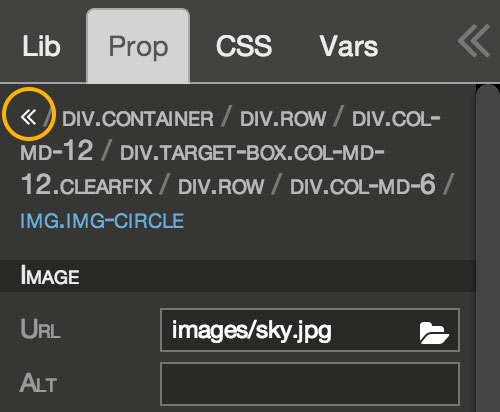 Lib Prop CSS Vars
« / DIV.CONTAINER / DIV.ROW / DIV.COL-
MD-12 / DIV.TARGET-BOX.COL-MD-
12.CLEARFIX / DIV.ROW / DIV.COL-MD-6 /
IMG.IMG-CIRCLE
IMAGE
URL images/sky.jpg
ALT